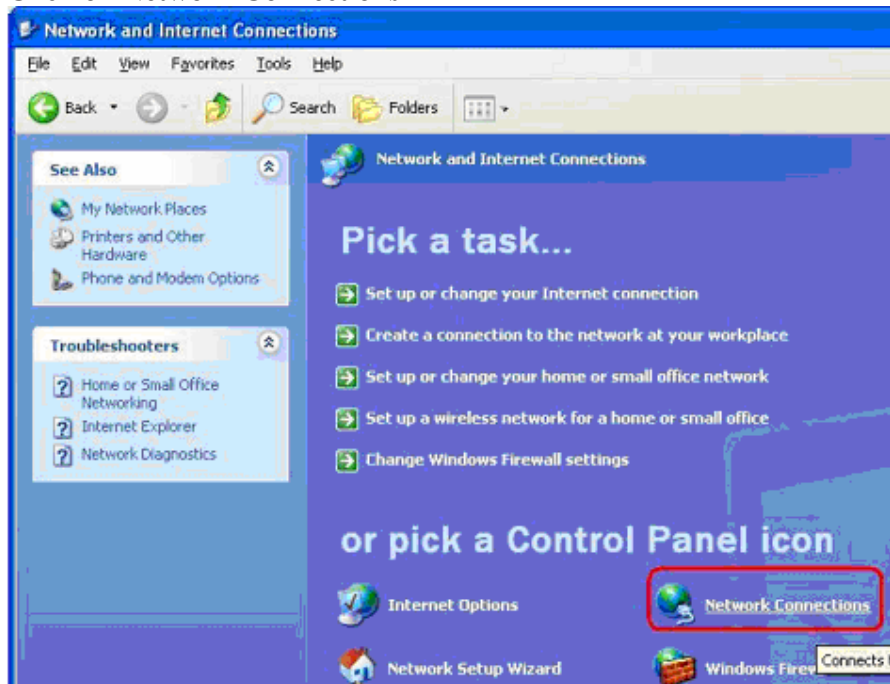 Network and Internet Connections
File Edit View Favorites Tools Help
Back Search Folders
See Also
My Network Places
Printers and Other
Hardware
Phone and Modem Options
Troubleshooters
Home or Small Office
Networking
Internet Explorer
Network Diagnostics
Network and Internet Connections
Pick a task...
Set up or change your Internet connection
Create a connection to the network at your workplace
Set up or change your home or small office network
Set up a wireless network for a home or small office
Change Windows Firewall settings
or pick a Control Panel icon
Internet Options
Network Connections
Network Setup Wizard
Windows Firew
Connects